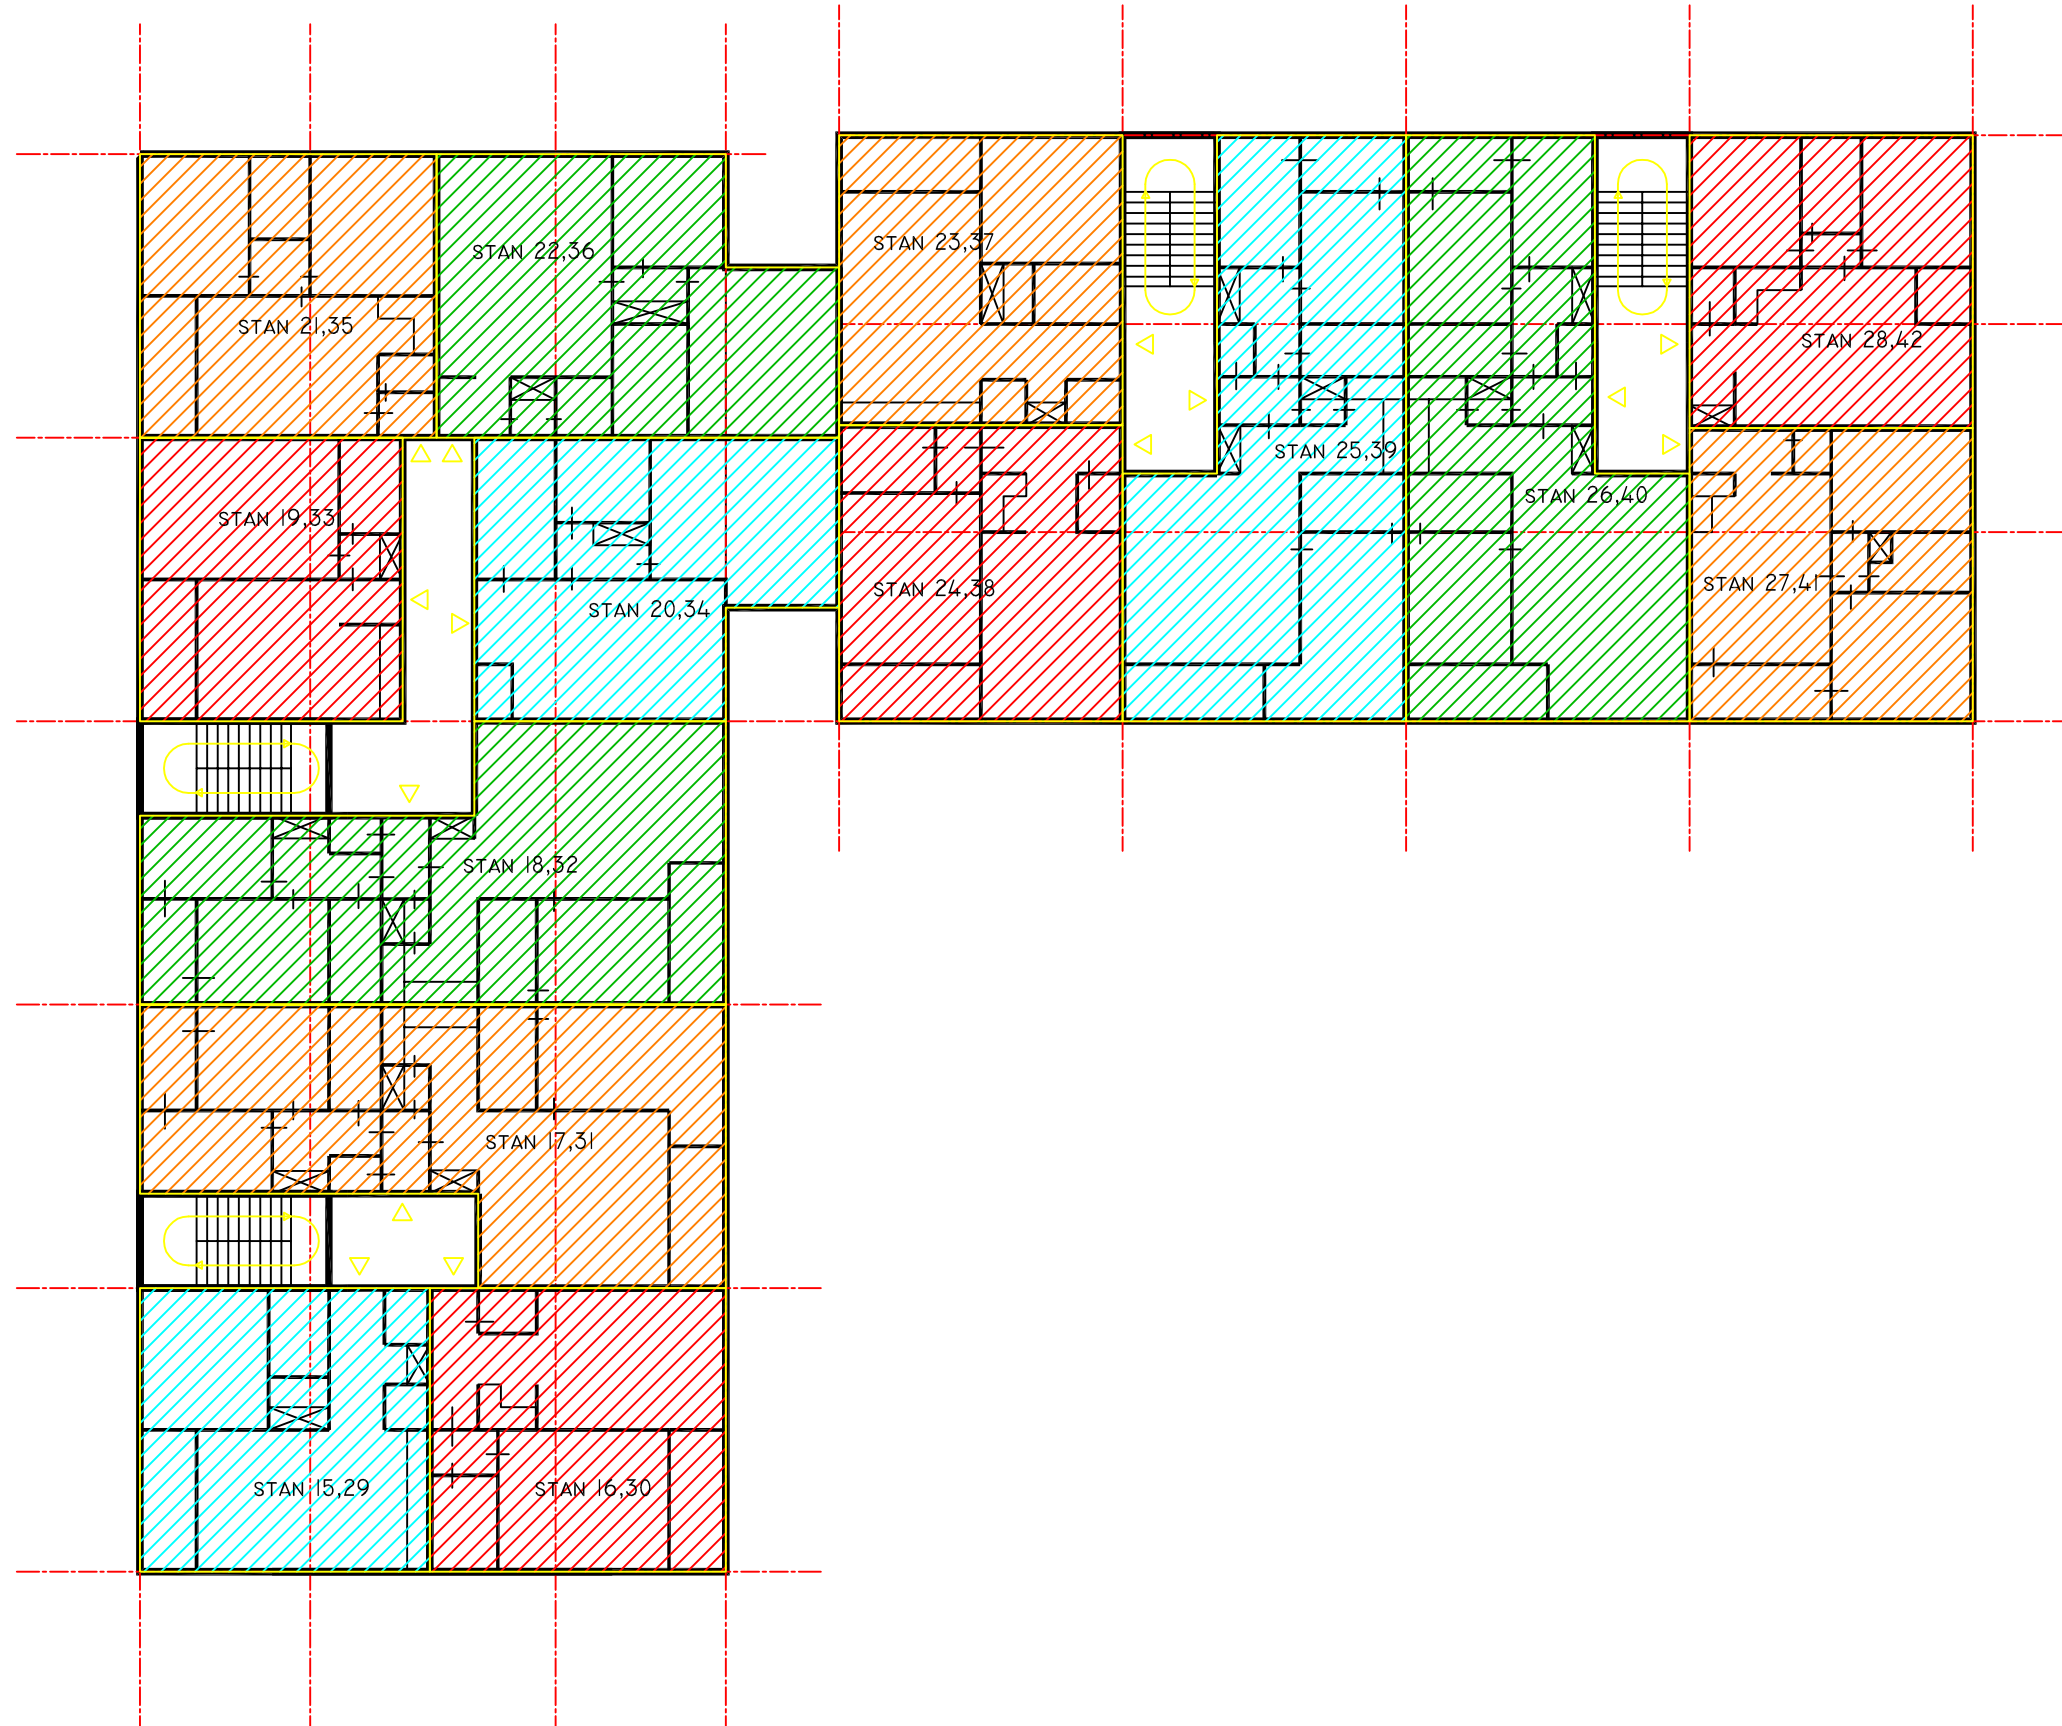 STAN 23,37
STAN 22,36
STAN 21,35
STAN 28,42
STAN 25,39
STAN 26,40
STAN 19,33
STAN 27,41
STAN 24,38
STAN 20,34
STAN 18,32
STAN 17,31
STAN 15,29
STAN 16,30